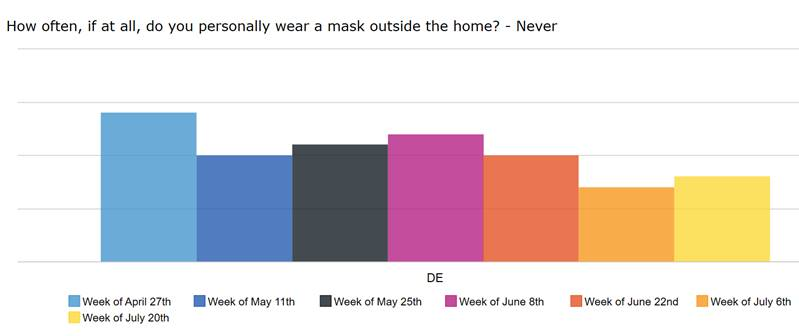 How often, if at all, do you personally wear a mask outside the home? - Never
DE
Week of April 27th Week of May 11th Week of May 25th Week of June 8th Week of June 22nd Week of July 6th
Week of July 20th